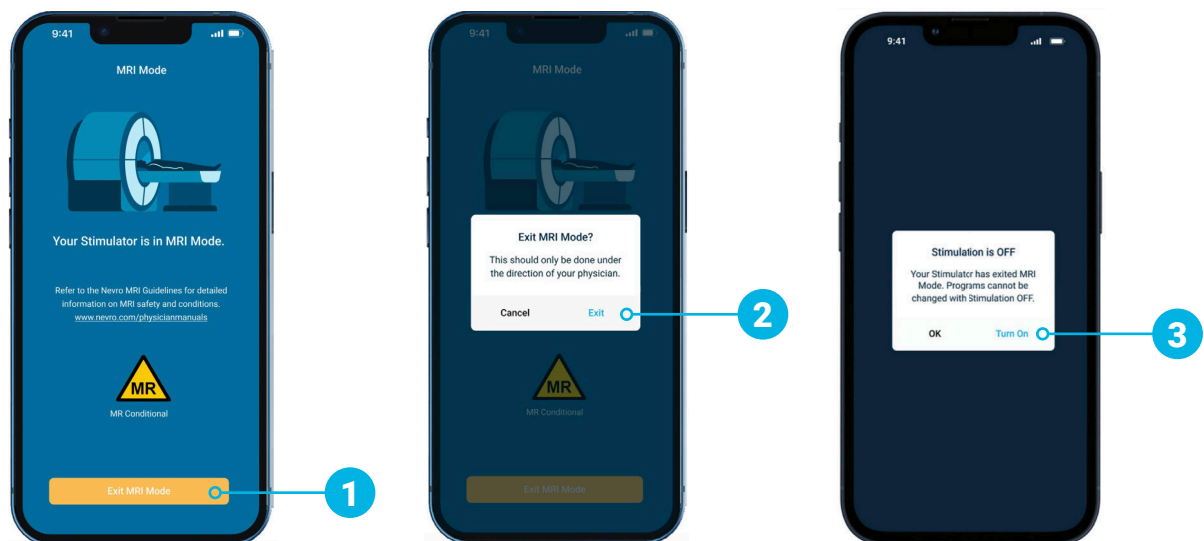 9:41
MRI Mode
Your Stimulator is in MRI Mode.
Refer to the Nevro MRI Guidelines for detailed
information on MRI safety and conditions.
www.nevro.com/physicianmanuals
MR
MR Conditional
Exit MRI Mode
1
9:41
MRI Mode
Exit MRI Mode?
This should only be done under
the direction of your physician.
Cancel Exit
2
MR
MR Conditional
Exit MRI Mode
9:41
Stimulation is OFF
Your Stimulator has exited MRI
Mode. Programs cannot be
changed with Stimulation OFF.
OK Turn On
3